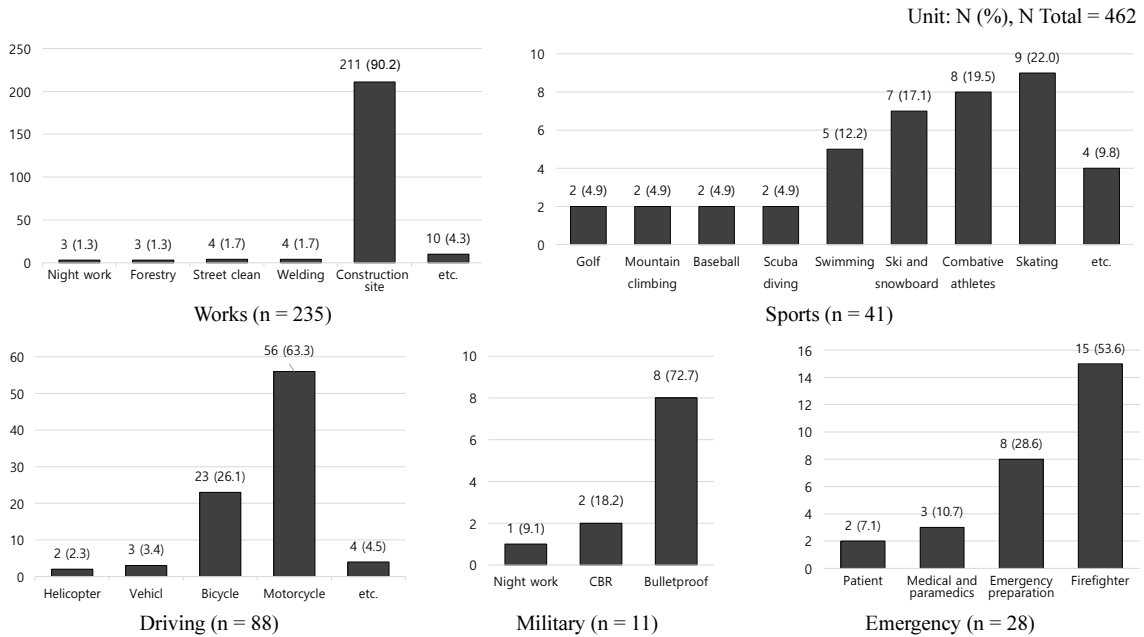 Unit: N (%), N Total = 462
250
200
150
100
50
0
3 (1.3)
3 (1.3)
4 (1.7)
4 (1.7)
211 (90.2)
10 (4.3)
Night work
Forestry
Street clean
Welding
Construction
site
etc.
Works (n = 235)
10
8
6
4
2
0
2 (4.9)
2 (4.9)
2 (4.9)
2 (4.9)
5 (12.2)
7 (17.1)
8 (19.5)
9 (22.0)
4 (9.8)
Golf
Mountain
climbing
Baseball
Scuba
diving
Swimming
Ski and
snowboard
Combative
athletes
Skating
etc.
Sports (n = 41)
60
50
40
30
20
10
0
2 (2.3)
3 (3.4)
23 (26.1)
56 (63.3)
4 (4.5)
Helicopter
Vehicl
Bicycle
Motorcycle
etc.
Driving (n = 88)
10
8
6
4
2
0
1 (9.1)
2 (18.2)
8 (72.7)
Night work
CBR
Bulletproof
Military (n = 11)
16
14
12
10
8
6
4
2
0
2 (7.1)
3 (10.7)
8 (28.6)
15 (53.6)
Patient
Medical and
paramedics
Emergency
preparation
Firefighter
Emergency (n = 28)